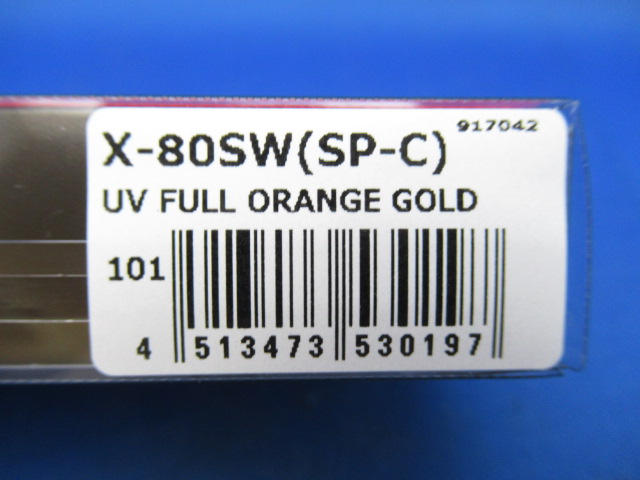 917042
X-80SW(SP-C)
UV FULL ORANGE GOLD
101
4 513473 530197